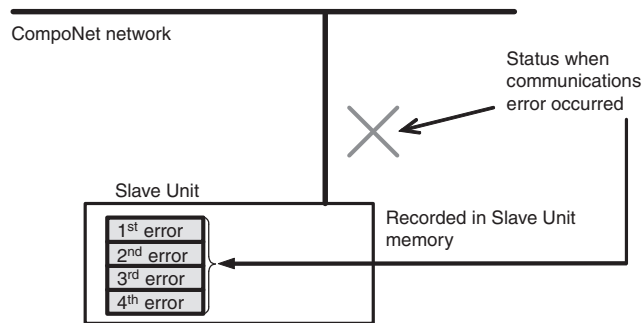 CompoNet network
Status when
communications
error occurred
Slave Unit
1st error
2nd error
3rd error
4th error
Recorded in Slave Unit
memory